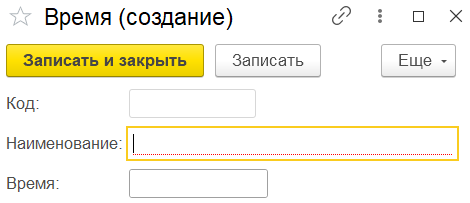 Время (создание)
Записать и закрыть Записать Еще
Код:
Наименование:
Время: